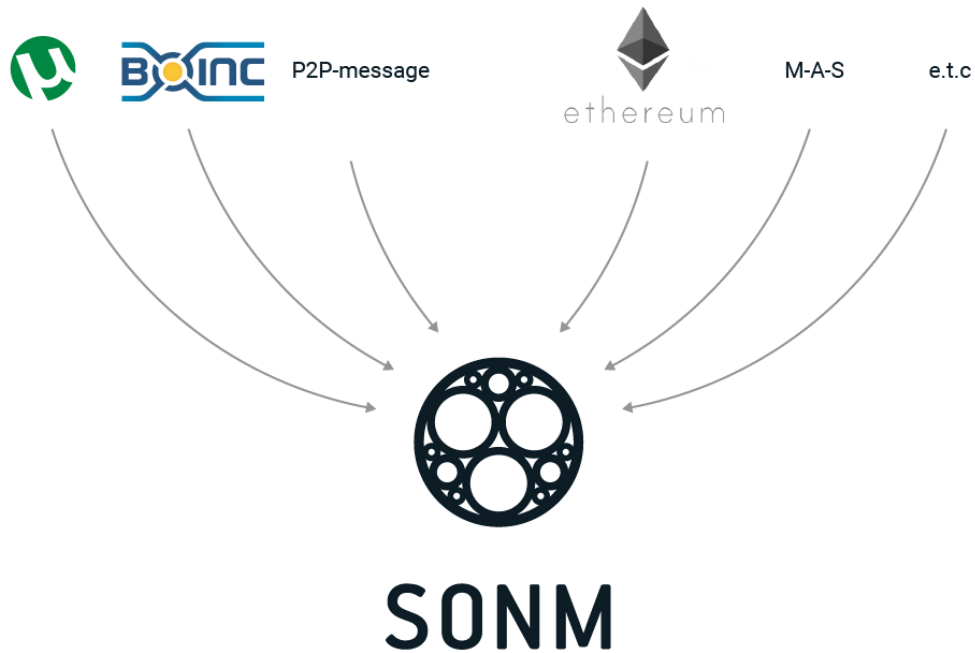 µ
BOINC
P2P-message
ethereum
M-A-S
e.t.c
SONM